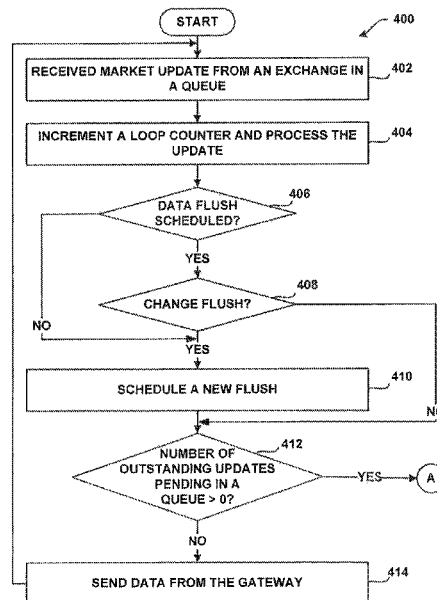 START
400
RECEIVED MARKET UPDATE FROM AN EXCHANGE IN
A QUEUE
402
INCREMENT A LOOP COUNTER AND PROCESS THE
UPDATE
404
406
DATA FLUSH
SCHEDULED?
YES
408
CHANGE FLUSH?
NO
YES
410
SCHEDULE A NEW FLUSH
412
NUMBER OF
OUTSTANDING UPDATES
PENDING IN A
QUEUE > 0?
YES
A
NO
414
SEND DATA FROM THE GATEWAY